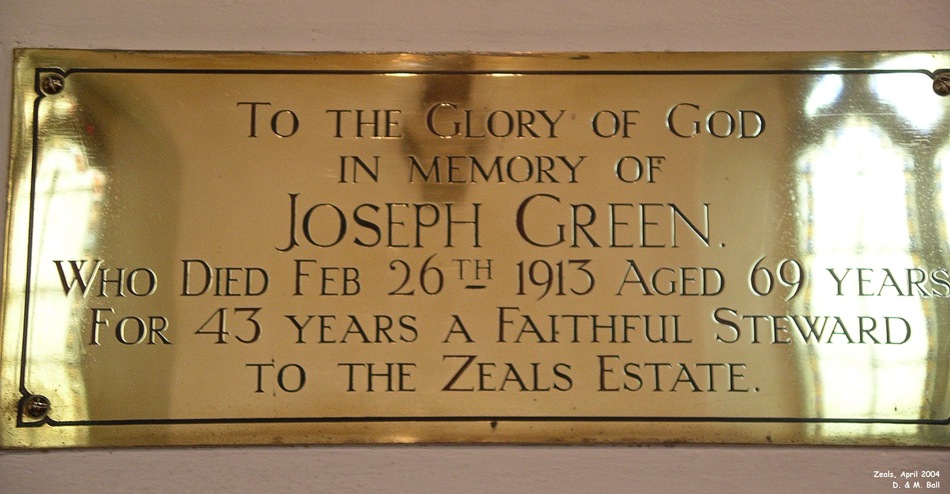 To the Glory of God
in memory of
Joseph Green.
Who Died Feb 26TH 1913 Aged 69 years
For 43 years a Faithful Steward
to the Zeals Estate.
Zeals, April 2004
D. & M. Ball